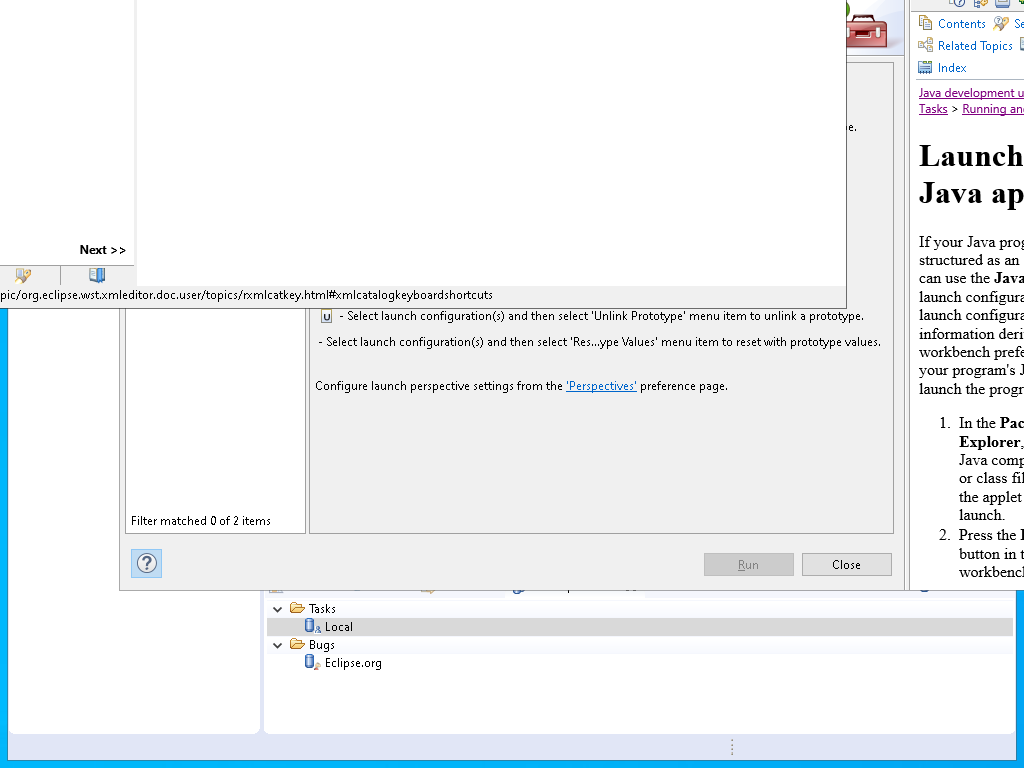 Next >>
pic/org.eclipse.wst.xmleditor.doc.user/topics/rxmlcatkey.html#xmlcatalogkeyboardshortcuts
e.
U - Select launch configuration(s) and then select 'Unlink Prototype' menu item to unlink a prototype.
- Select launch configuration(s) and then select 'Res...ype Values' menu item to reset with prototype values.
Configure launch perspective settings from the 'Perspectives' preference page.
Filter matched 0 of 2 items
?
Run
Close
Contents
Se
Related Topics
Index
Java development u
Tasks > Running and
Launch
Java ap
If your Java prog
structured as an
can use the Java
launch configura
launch configura
information deri
workbench prefe
your program's J
launch the progr
1. In the Pac
Explorer,
Java comp
or class fil
the applet
launch.
2. Press the
button in t
workbench
Tasks
Local
Bugs
Eclipse.org